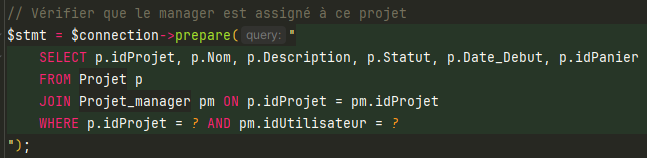 // Vérifier que le manager est assigné à ce projet
$stmt = $connection->prepare( query: "
SELECT p.idProjet, p.Nom, p.Description, p.Statut, p.Date_Debut, p.idPanier
FROM Projet p
JOIN Projet_manager pm ON p.idProjet = pm.idProjet
WHERE p.idProjet = ? AND pm.idUtilisateur = ?
");